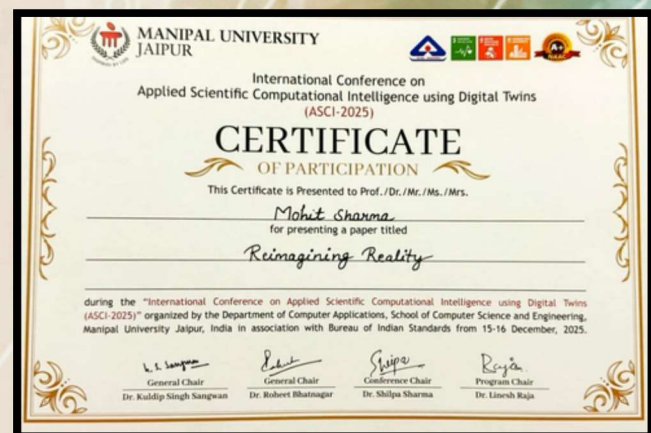 MANIPAL UNIVERSITY
JAIPUR
International Conference on
Applied Scientific Computational Intelligence using Digital Twins
(ASCI-2025)
CERTIFICATE
OF PARTICIPATION
This Certificate is Presented to Prof./Dr./Mr./Ms./Mrs.
Mohit Sharma
for presenting a paper titled
Reimagining Reality
during the "International Conference on Applied Scientific Computational Intelligence using Digital Twins
(ASCI-2025)" organized by the Department of Computer Applications, School of Computer Science and Engineering,
Manipal University Jaipur, India in association with Bureau of Indian Standards from 15-16 December, 2025.
General Chair
Dr. Kuldip Singh Sangwan
General Chair
Dr. Roheet Bhatnagar
Conference Chair
Dr. Shilpa Sharma
Program Chair
Dr. Linesh Raja
A+
NAAC